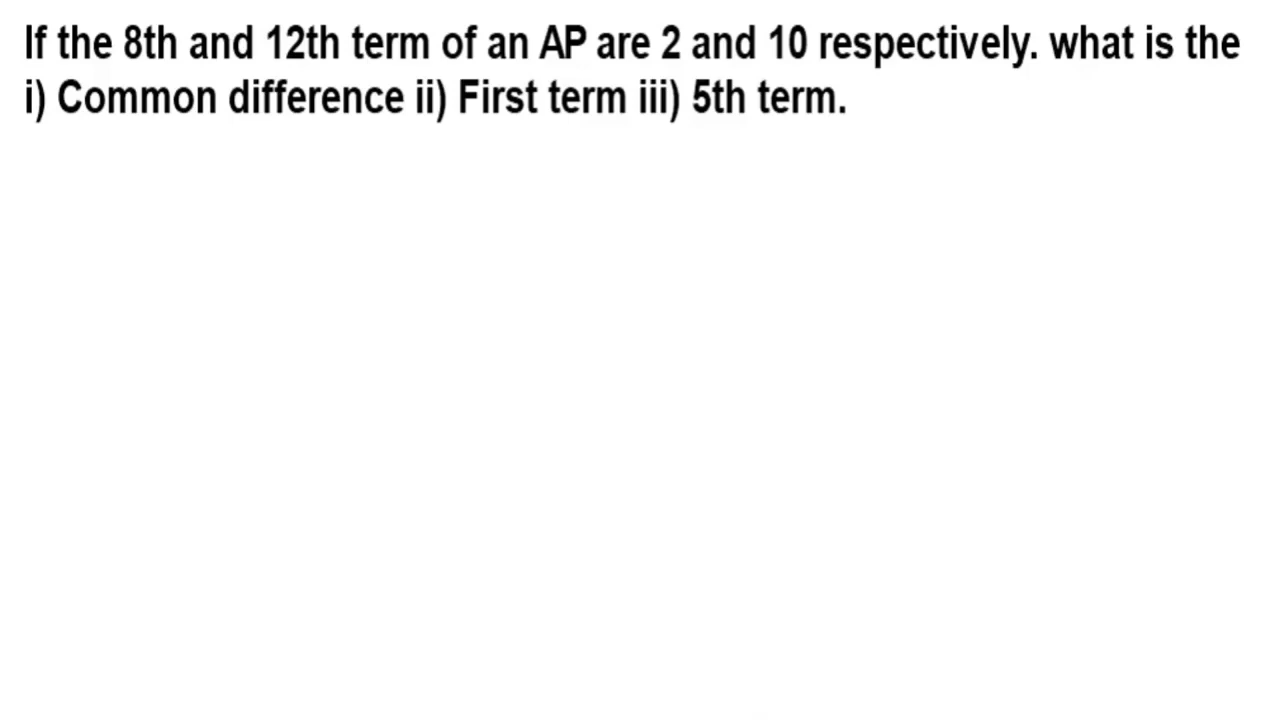 If the 8th and 12th term of an AP are 2 and 10 respectively. what is the
i) Common difference ii) First term iii) 5th term.